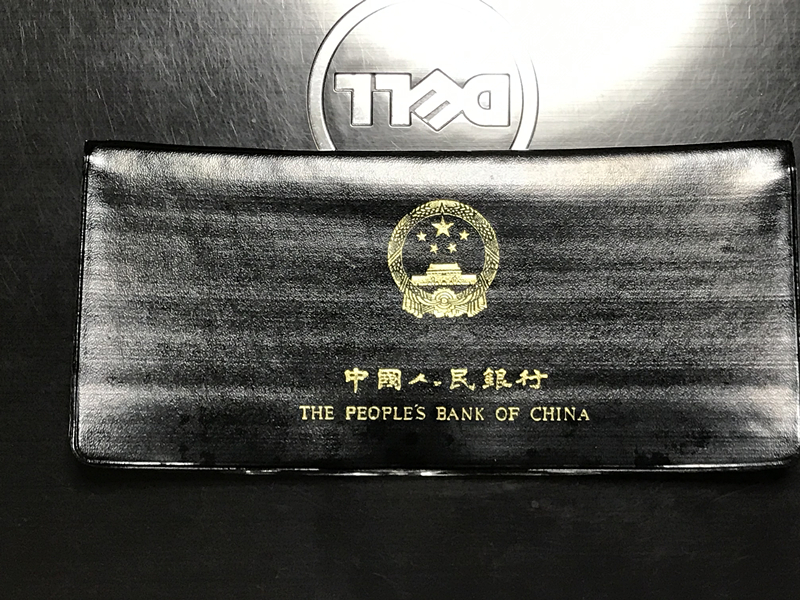 DELL
中國人民銀行
THE PEOPLE'S BANK OF CHINA